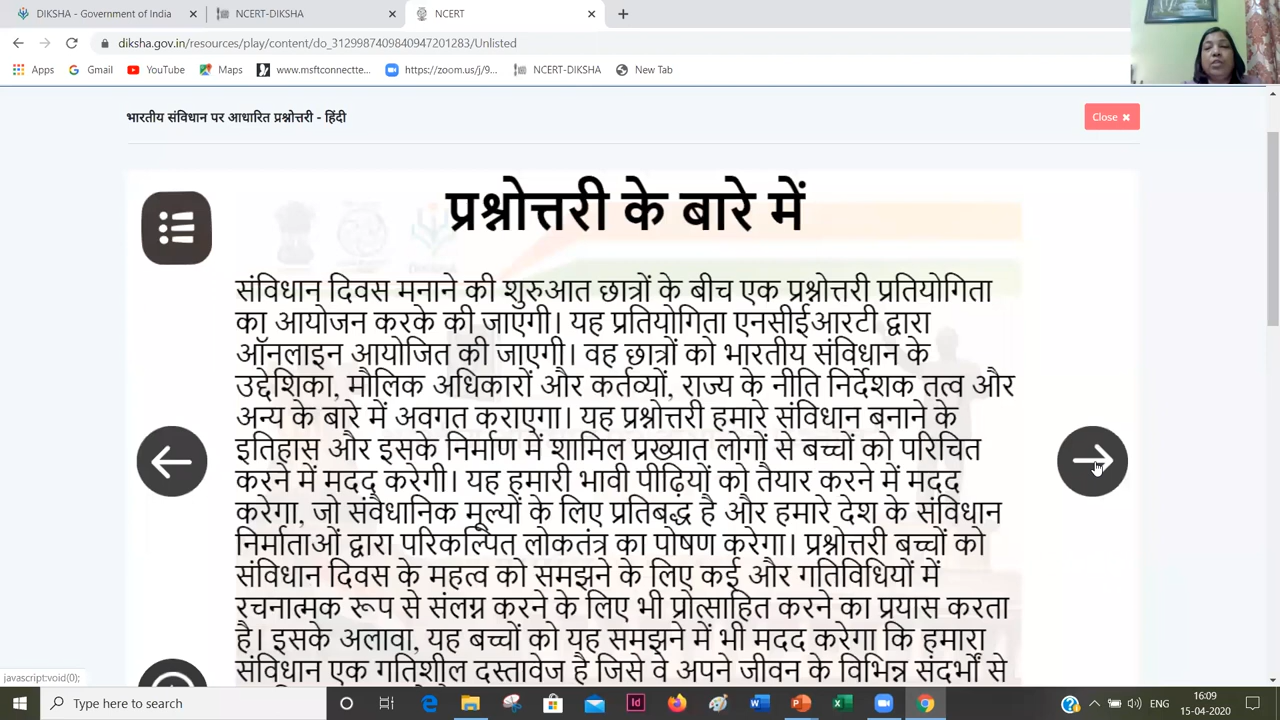 DIKSHA - Government of India
NCERT-DIKSHA
NCERT
diksha.gov.in/resources/play/content/do_31299874098409472​01283/Unlisted
Apps Gmail YouTube Maps www.msftconnectte... https://zoom.us/j/9... NCERT-DIKSHA New Tab
भारतीय संविधान पर आधारित प्रश्नोत्तरी - हिंदी
Close ×
प्रश्नोत्तरी के बारे में
संविधान दिवस मनाने की शुरुआत छात्रों के बीच एक प्रश्नोत्तरी प्रतियोगिता
का आयोजन करके की जाएगी। यह प्रतियोगिता एनसीईआरटी द्वारा
ऑनलाइन आयोजित की जाएगी। वह छात्रों को भारतीय संविधान के
उद्देशिका, मौलिक अधिकारों और कर्तव्यों, राज्य के नीति निर्देशक तत्व और
अन्य के बारे में अवगत कराएगा। यह प्रश्नोत्तरी हमारे संविधान बनाने के
इतिहास और इसके निर्माण में शामिल प्रख्यात लोगों से बच्चों को परिचित
करने में मदद करेगी। यह हमारी भावी पीढ़ियों को तैयार करने में मदद
करेगा, जो संवैधानिक मूल्यों के लिए प्रतिबद्ध है और हमारे देश के संविधान
निर्माताओं द्वारा परिकल्पित लोकतंत्र का पोषण करेगा। प्रश्नोत्तरी बच्चों को
संविधान दिवस के महत्व को समझने के लिए कई और गतिविधियों में
रचनात्मक रूप से संलग्न करने के लिए भी प्रोत्साहित करने का प्रयास करता
है। इसके अलावा, यह बच्चों को यह समझने में भी मदद करेगा कि हमारा
संविधान एक गतिशील दस्तावेज है जिसे वे अपने जीवन के विभिन्न संदर्भों से
javascript:void(0);
Type here to search
ENG
16:09
15-04-2020